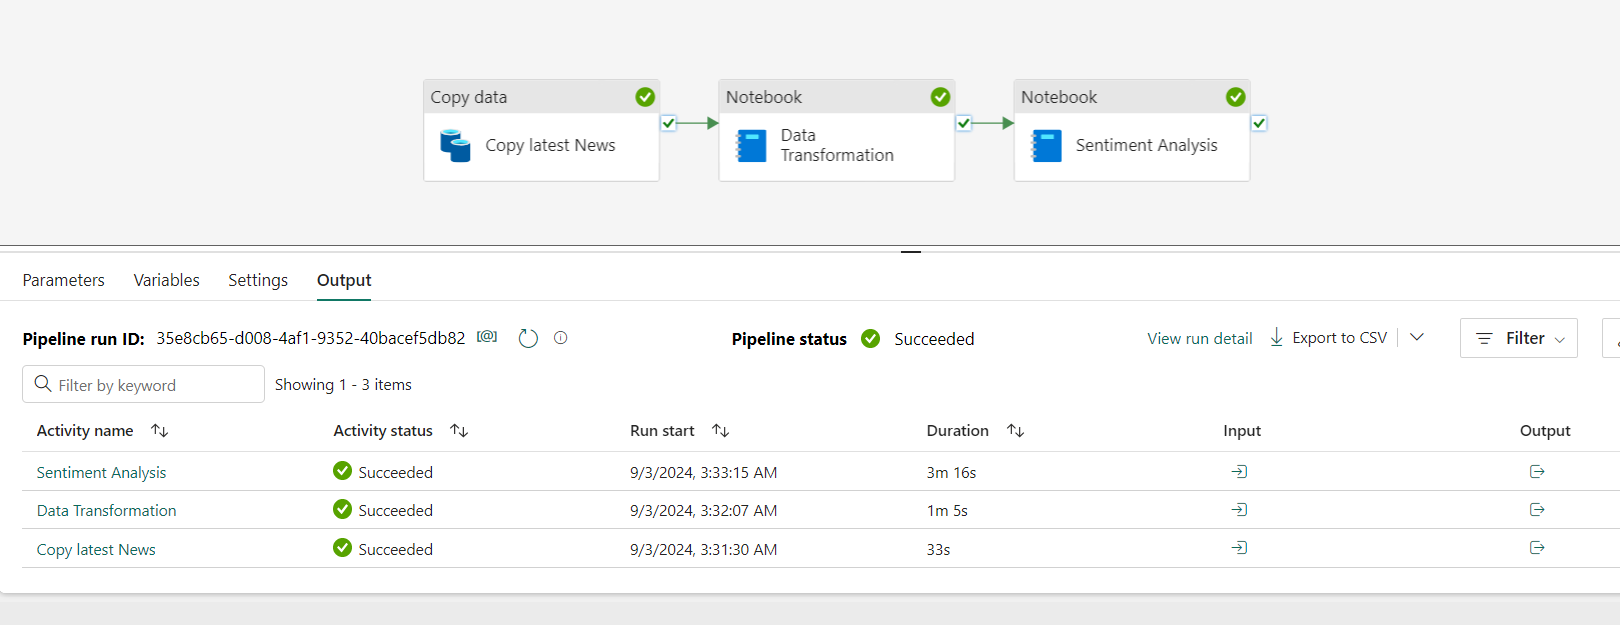 Copy data
Copy latest News
Notebook
Data
Transformation
Notebook
Sentiment Analysis
Parameters Variables Settings Output
Pipeline run ID: 35e8cb65-d008-4af1-9352-40bacef5db82 [@] Pipeline status Succeeded View run detail Export to CSV Filter
Filter by keyword Showing 1 - 3 items
Activity name Activity status Run start Duration Input Output
Sentiment Analysis Succeeded 9/3/2024, 3:33:15 AM 3m 16s
Data Transformation Succeeded 9/3/2024, 3:32:07 AM 1m 5s
Copy latest News Succeeded 9/3/2024, 3:31:30 AM 33s